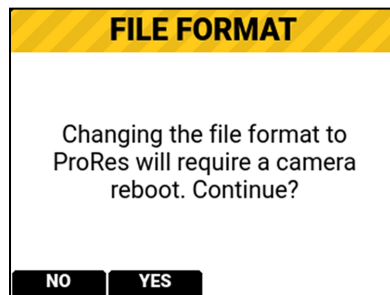 FILE FORMAT
Changing the file format to
ProRes will require a camera
reboot. Continue?
NO YES